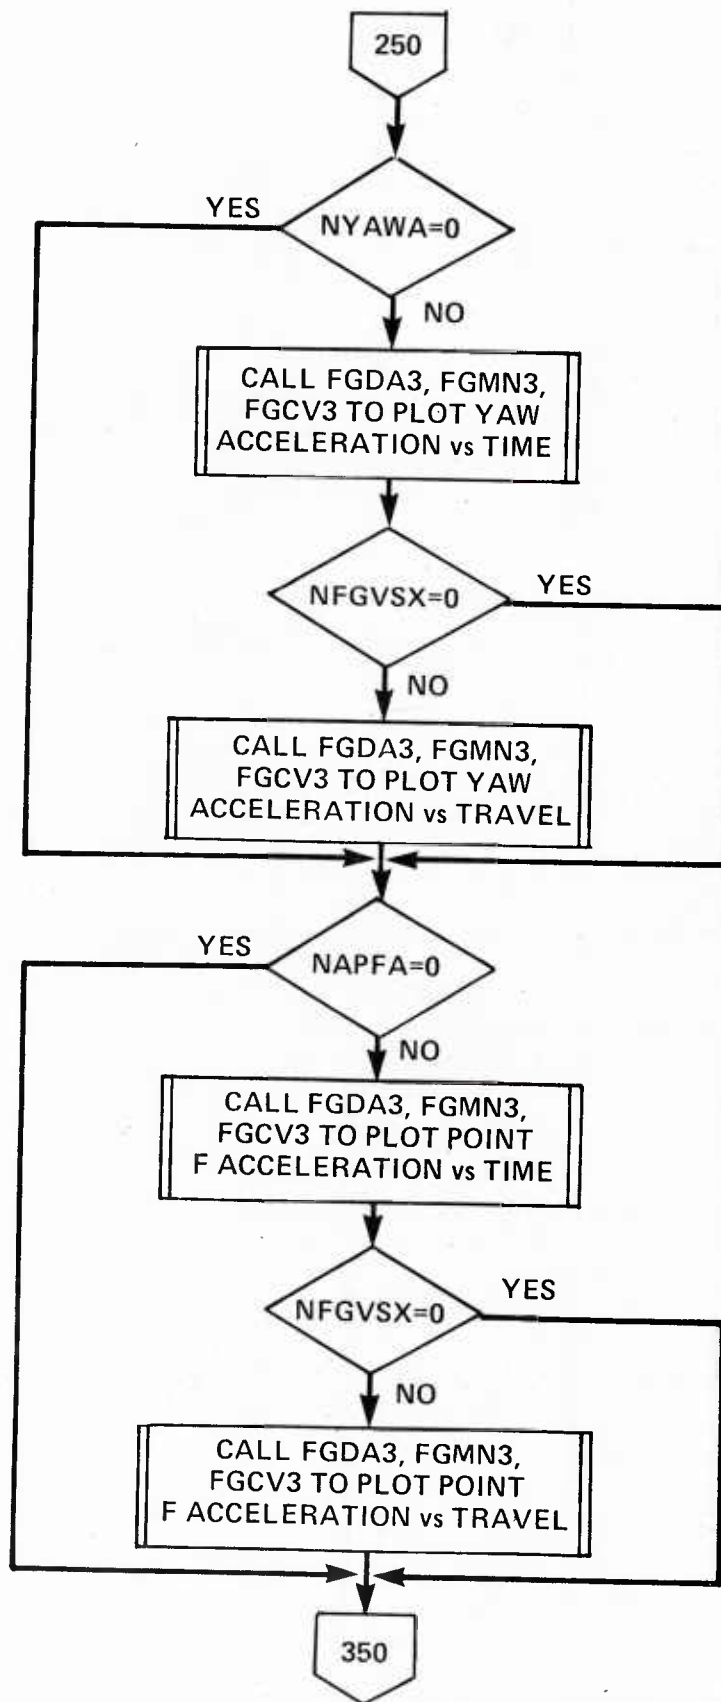 250
YES
NYAWA=0
NO
CALL FGDA3, FGMN3,
FGCV3 TO PLOT YAW
ACCELERATION vs TIME
NFGVSX=0
YES
NO
CALL FGDA3, FGMN3,
FGCV3 TO PLOT YAW
ACCELERATION vs TRAVEL
YES
NAPFA=0
NO
CALL FGDA3, FGMN3,
FGCV3 TO PLOT POINT
F ACCELERATION vs TIME
NFGVSX=0
YES
NO
CALL FGDA3, FGMN3,
FGCV3 TO PLOT POINT
F ACCELERATION vs TRAVEL
350